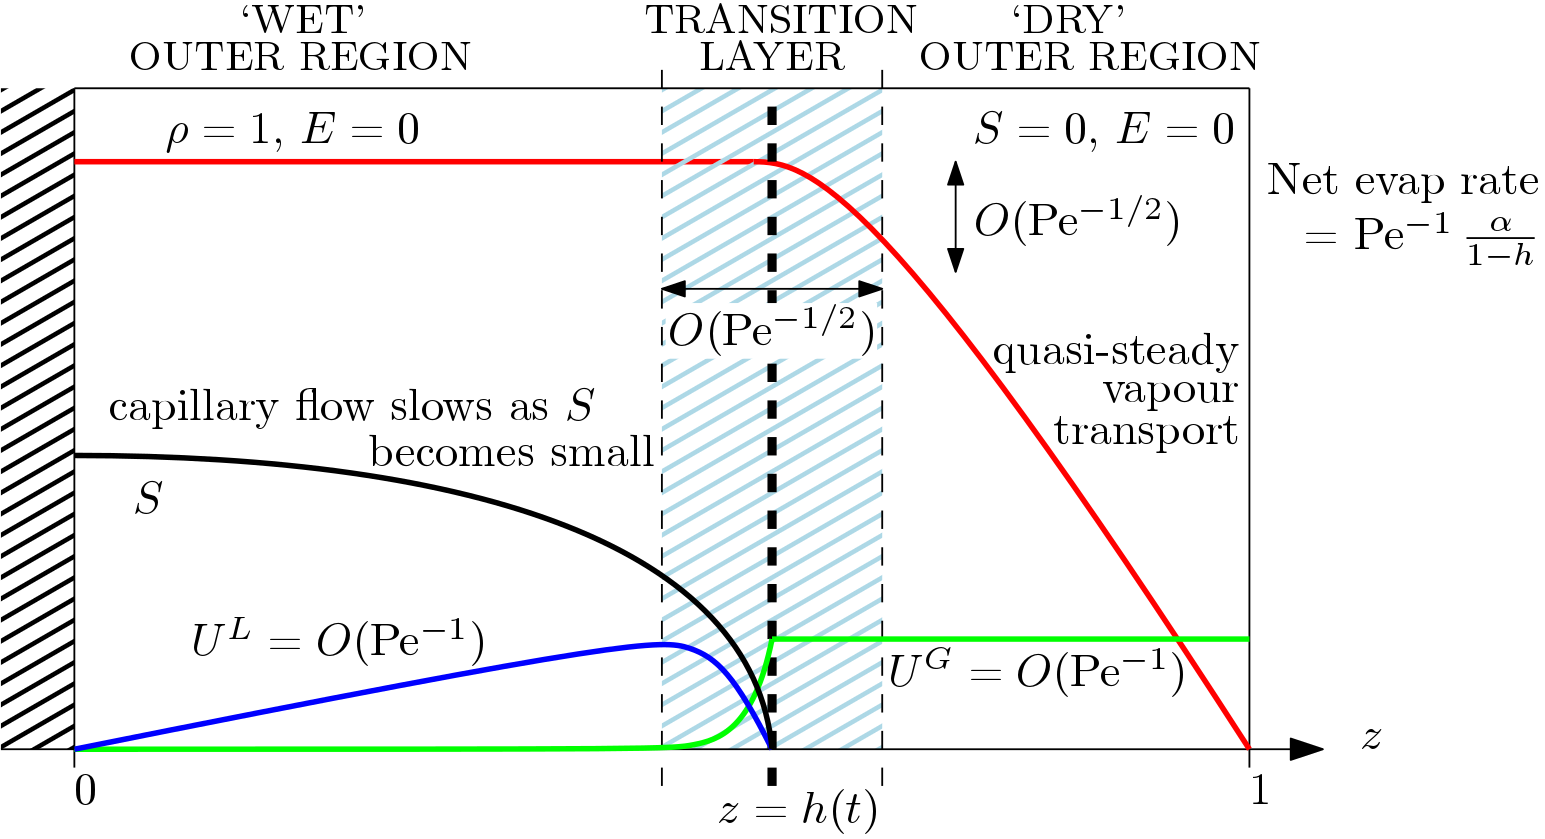 ‘WET’
OUTER REGION
TRANSITION
LAYER
‘DRY’
OUTER REGION
ρ = 1, E = 0
S = 0, E = 0
O(Pe^{−1/2})
Net evap rate
= Pe^{−1} α/(1−h)
O(Pe^{−1/2})
quasi-steady
vapour
transport
capillary flow slows as S
becomes small
S
U^L = O(Pe^{−1})
U^G = O(Pe^{−1})
z
0
z = h(t)
1